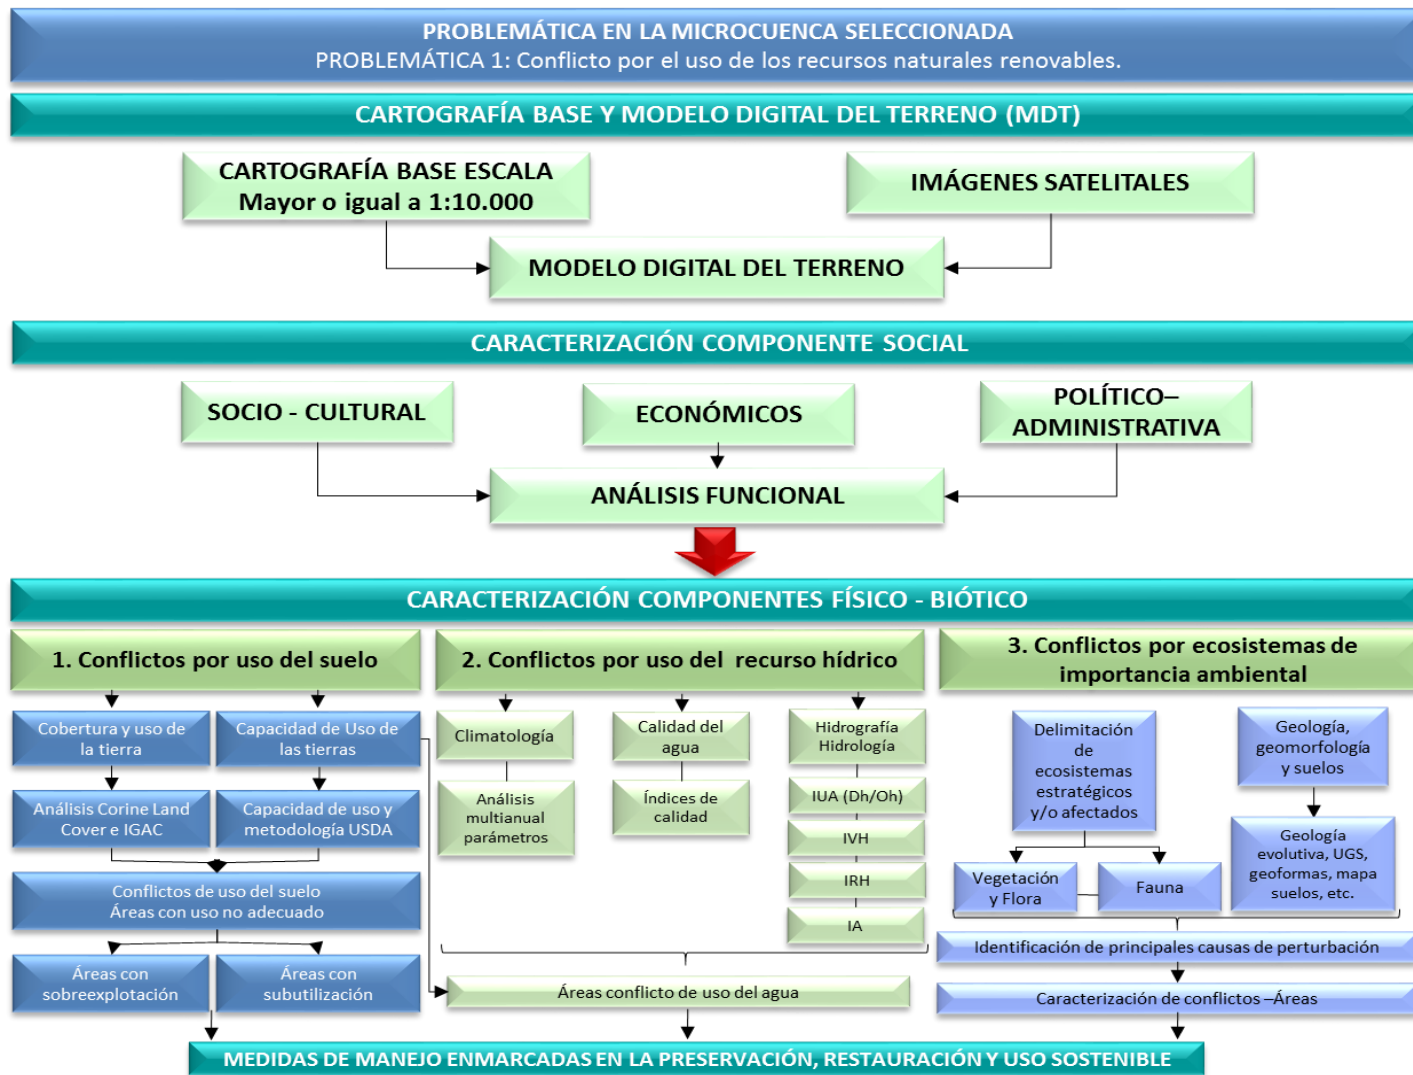 PROBLEMÁTICA EN LA MICROCUENCA SELECCIONADA
PROBLEMÁTICA 1: Conflicto por el uso de los recursos naturales renovables.
CARTOGRAFÍA BASE Y MODELO DIGITAL DEL TERRENO (MDT)
CARTOGRAFÍA BASE ESCALA
Mayor o igual a 1:10.000
IMÁGENES SATELITALES
MODELO DIGITAL DEL TERRENO
CARACTERIZACIÓN COMPONENTE SOCIAL
SOCIO - CULTURAL
ECONÓMICOS
POLÍTICO–
ADMINISTRATIVA
ANÁLISIS FUNCIONAL
CARACTERIZACIÓN COMPONENTES FÍSICO - BIÓTICO
1. Conflictos por uso del suelo
Cobertura y uso de
la tierra
Capacidad de Uso de
las tierras
Análisis Corine Land
Cover e IGAC
Capacidad de uso y
metodología USDA
Conflictos de uso del suelo
Áreas con uso no adecuado
Áreas con
sobreexplotación
Áreas con
subutilización
2. Conflictos por uso del recurso hídrico
Climatología
Calidad del
agua
Hidrografía
Hidrología
Análisis
multianual
parámetros
Índices de
calidad
IUA (Dh/Oh)
IVH
IRH
IA
Áreas conflicto de uso del agua
3. Conflictos por ecosistemas de
importancia ambiental
Delimitación
de
ecosistemas
estratégicos
y/o afectados
Geología,
geomorfología
y suelos
Vegetación
y Flora
Fauna
Geología
evolutiva, UGS,
geoformas, mapa
suelos, etc.
Identificación de principales causas de perturbación
Caracterización de conflictos –Áreas
MEDIDAS DE MANEJO ENMARCADAS EN LA PRESERVACIÓN, RESTAURACIÓN Y USO SOSTENIBLE